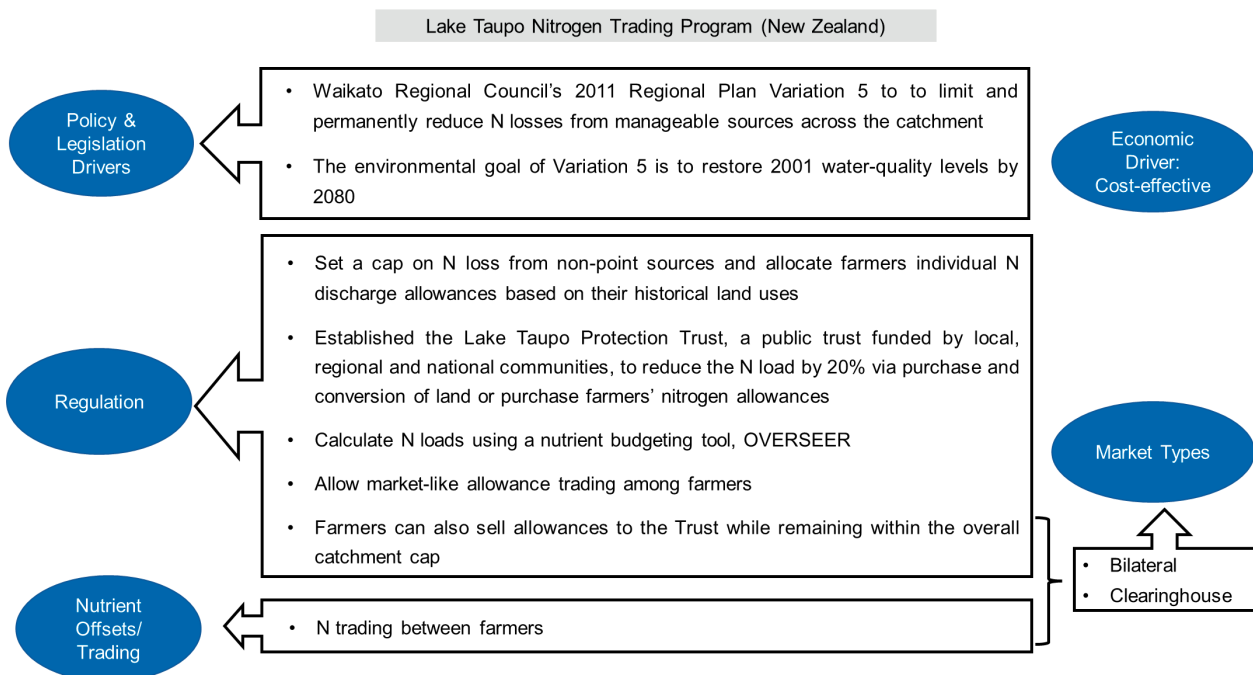 Lake Taupo Nitrogen Trading Program (New Zealand)
Policy &
Legislation
Drivers
• Waikato Regional Council's 2011 Regional Plan Variation 5 to to limit and
permanently reduce N losses from manageable sources across the catchment
• The environmental goal of Variation 5 is to restore 2001 water-quality levels by
2080
Economic
Driver:
Cost-effective
Regulation
• Set a cap on N loss from non-point sources and allocate farmers individual N
discharge allowances based on their historical land uses
• Established the Lake Taupo Protection Trust, a public trust funded by local,
regional and national communities, to reduce the N load by 20% via purchase and
conversion of land or purchase farmers' nitrogen allowances
• Calculate N loads using a nutrient budgeting tool, OVERSEER
• Allow market-like allowance trading among farmers
• Farmers can also sell allowances to the Trust while remaining within the overall
catchment cap
Market Types
• Bilateral
• Clearinghouse
Nutrient
Offsets/
Trading
• N trading between farmers